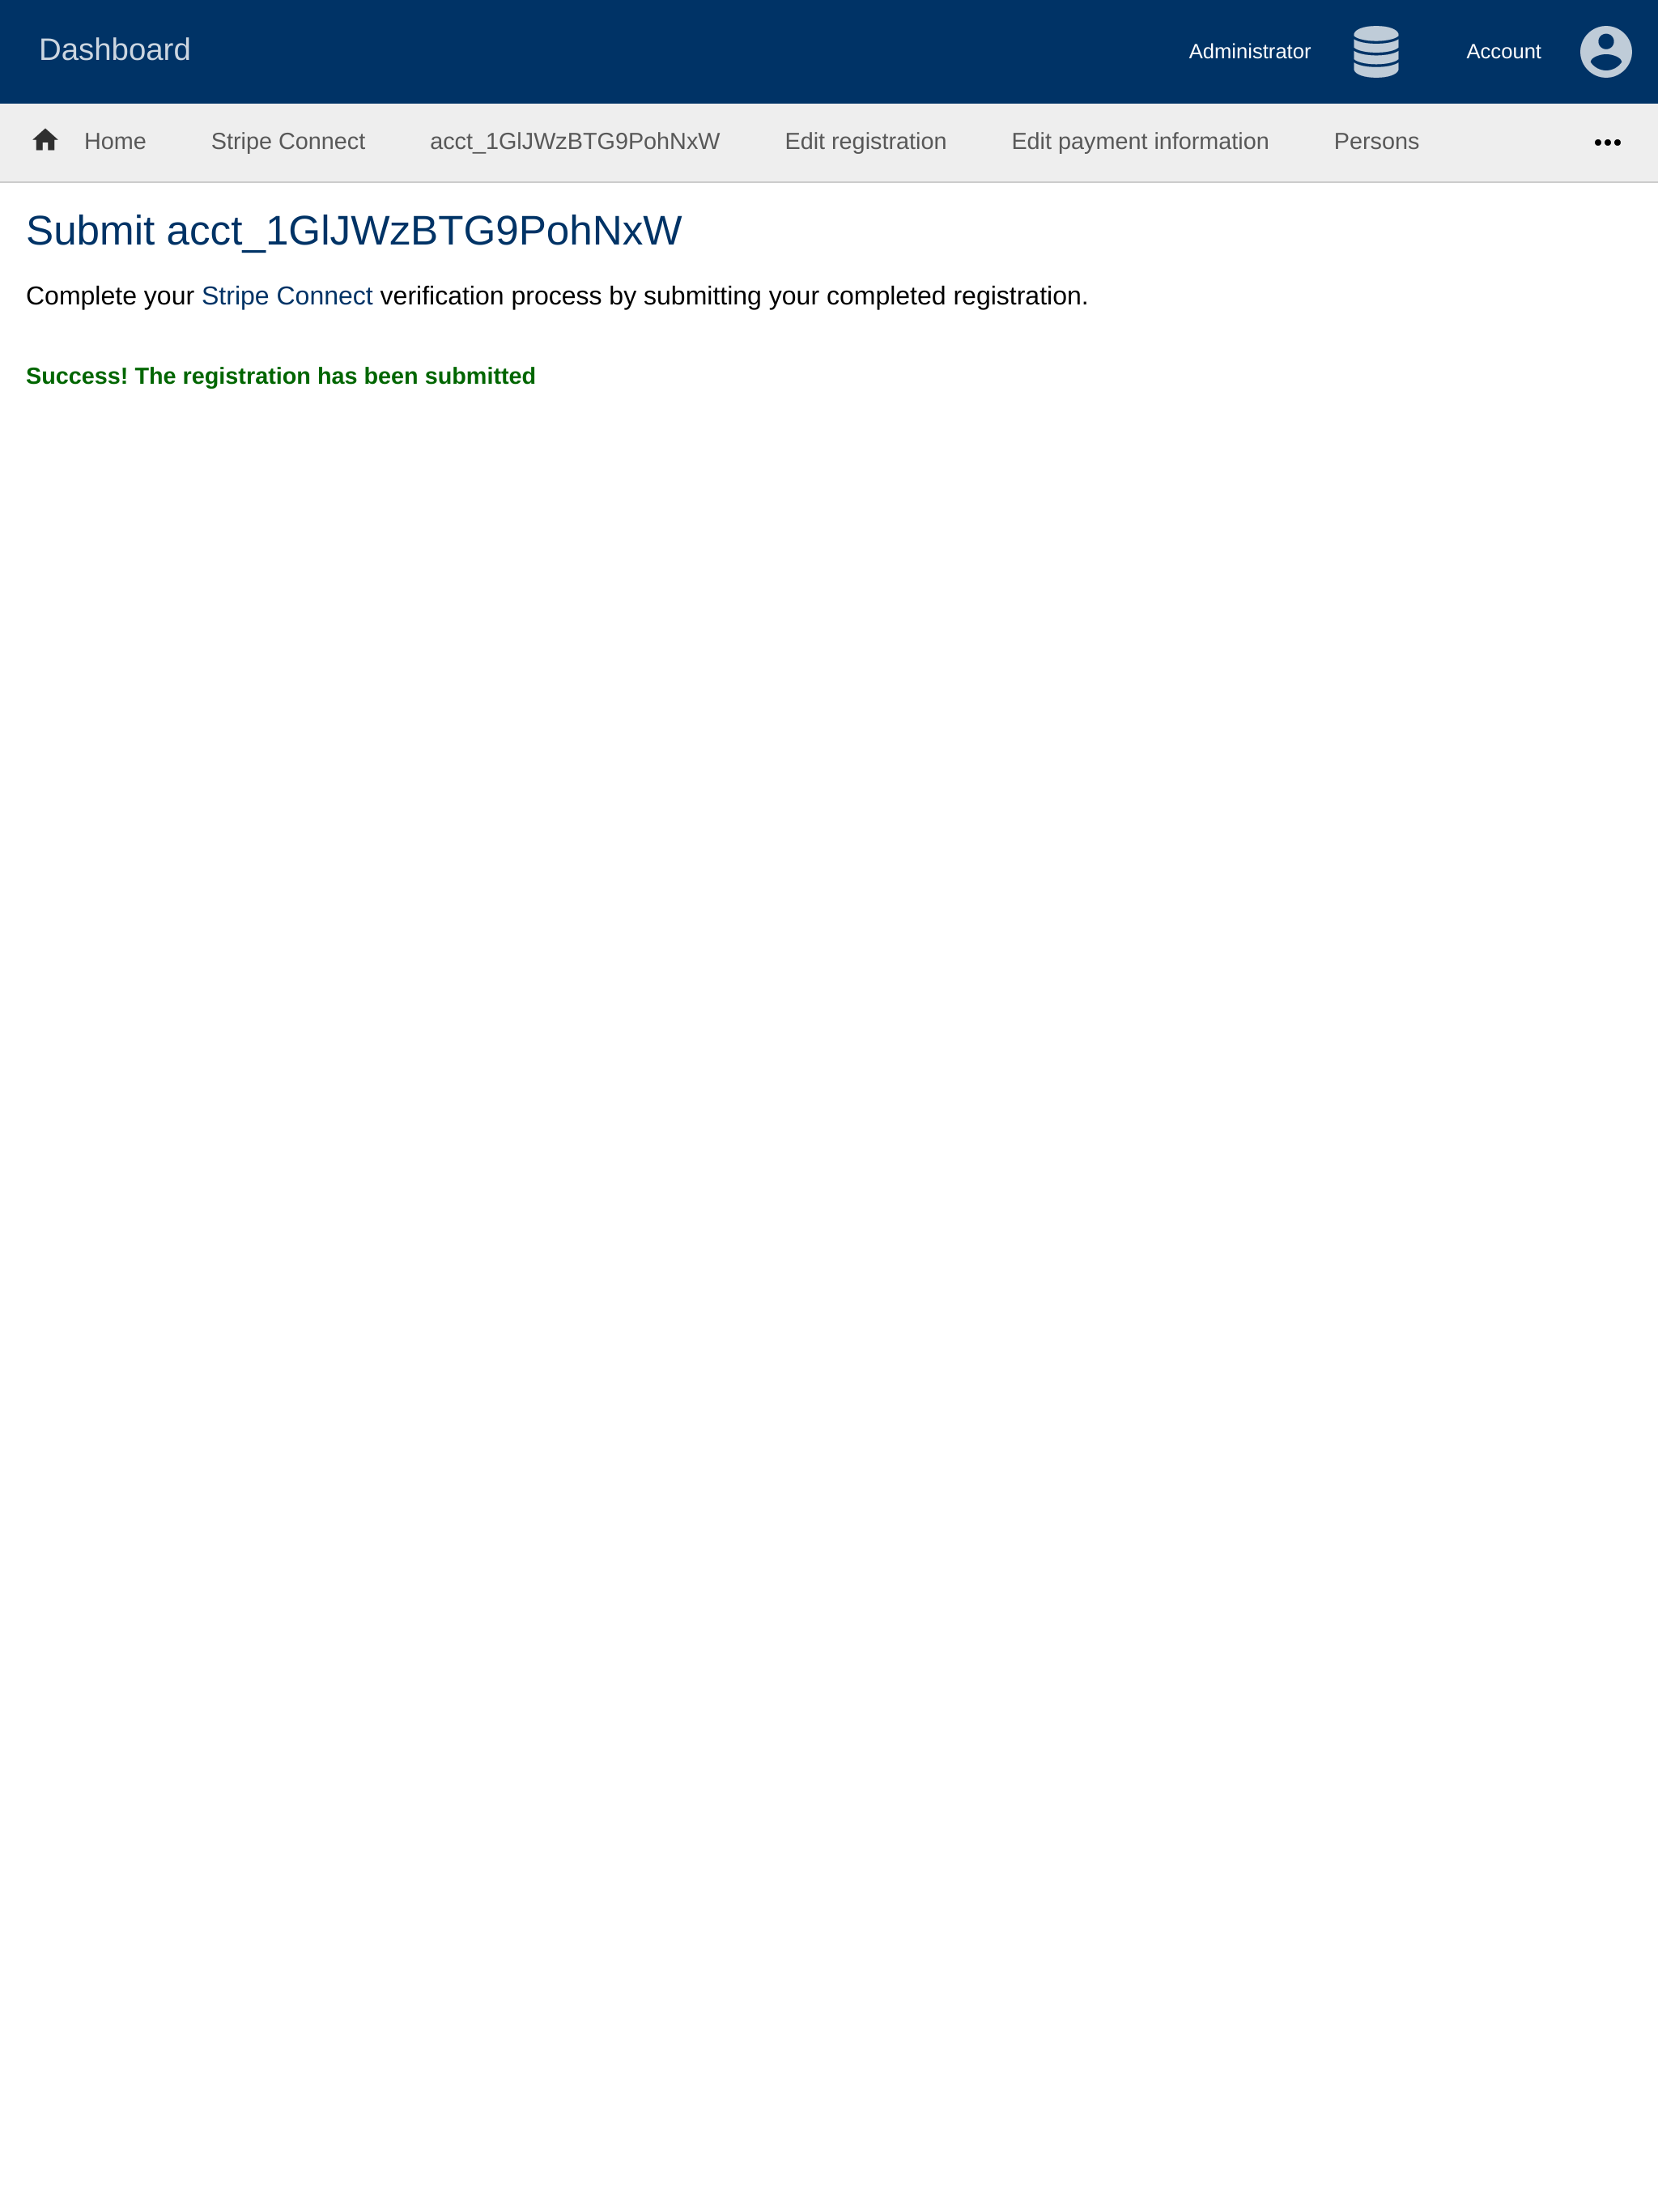 Dashboard Administrator Account
Home Stripe Connect acct_1GlJWzBTG9PohNxW Edit registration Edit payment information Persons •••
Submit acct_1GlJWzBTG9PohNxW
Complete your Stripe Connect verification process by submitting your completed registration.
Success! The registration has been submitted